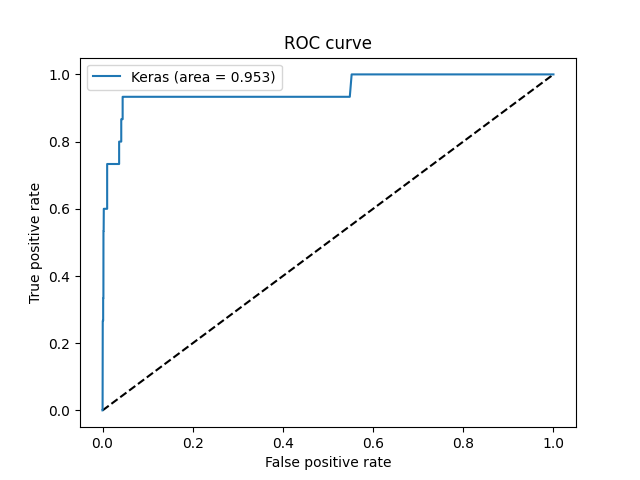 ROC curve
Keras (area = 0.953)
True positive rate
1.0
0.8
0.6
0.4
0.2
0.0
0.0 0.2 0.4 0.6 0.8 1.0
False positive rate